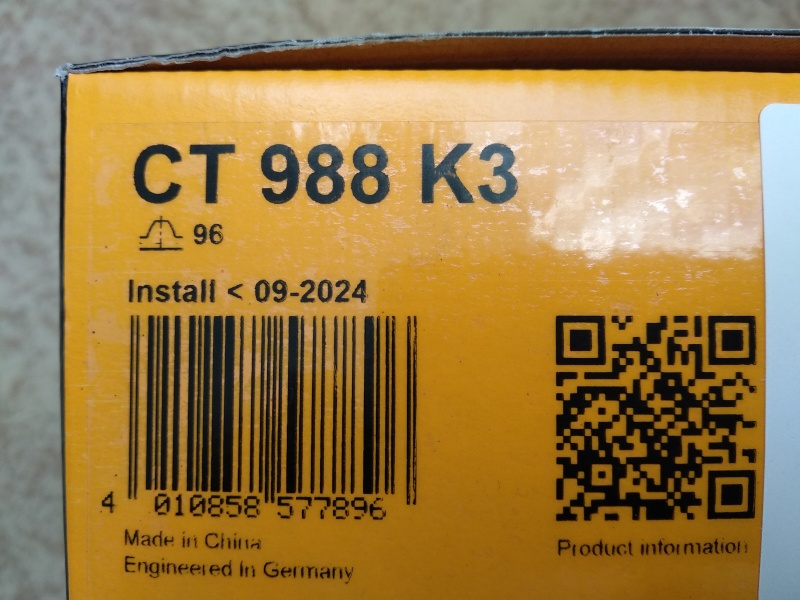 CT 988 K3
96
Install < 09-2024
4 010858 577896
Made in China
Engineered In Germany
Product information